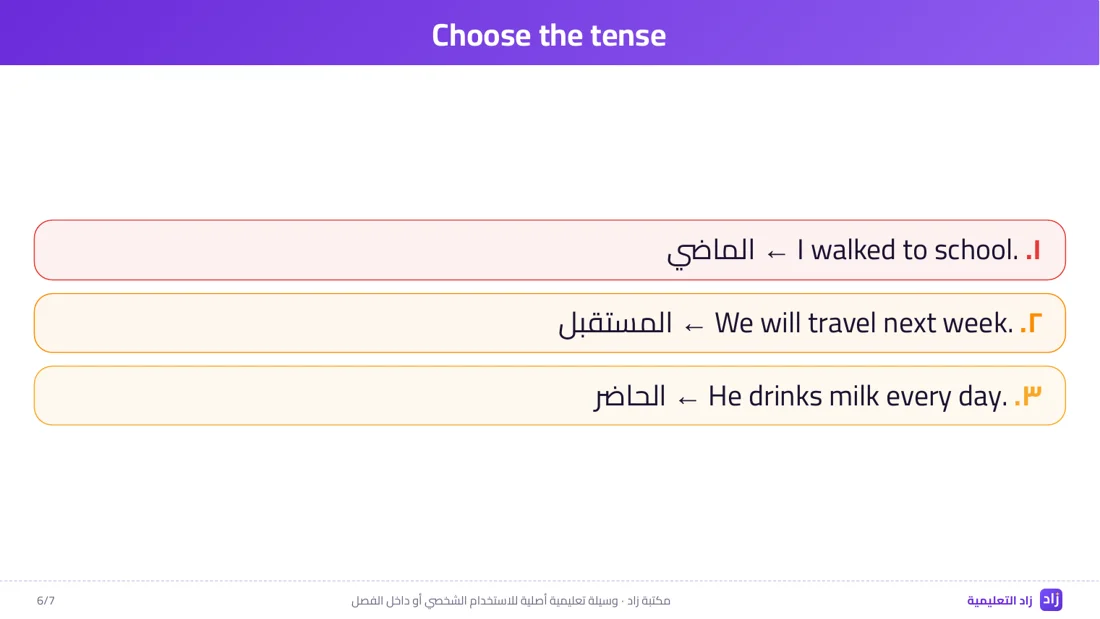 Choose the tense
١. I walked to school. ← الماضي
٢. We will travel next week. ← المستقبل
٣. He drinks milk every day. ← الحاضر
زاد زاد التعليمية
مكتبة زاد · وسيلة تعليمية أصلية للاستخدام الشخصي أو داخل الفصل
6/7